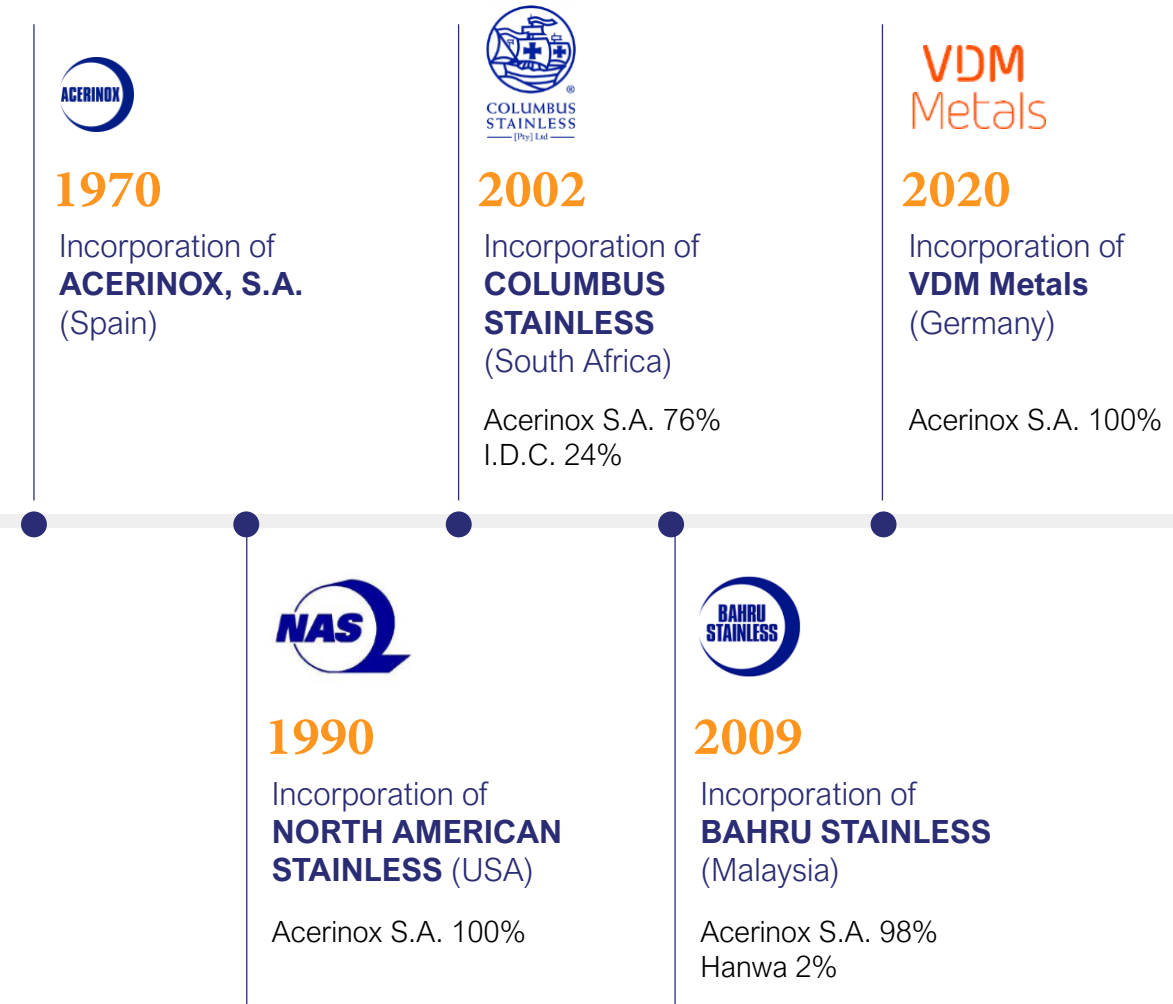 ACERINOX
1970
Incorporation of
ACERINOX, S.A.
(Spain)
COLUMBUS
STAINLESS
[Pty] Ltd
®
2002
Incorporation of
COLUMBUS
STAINLESS
(South Africa)
Acerinox S.A. 76%
I.D.C. 24%
VDM
Metals
2020
Incorporation of
VDM Metals
(Germany)
Acerinox S.A. 100%
NAS
1990
Incorporation of
NORTH AMERICAN
STAINLESS (USA)
Acerinox S.A. 100%
BAHRU
STAINLESS
2009
Incorporation of
BAHRU STAINLESS
(Malaysia)
Acerinox S.A. 98%
Hanwa 2%